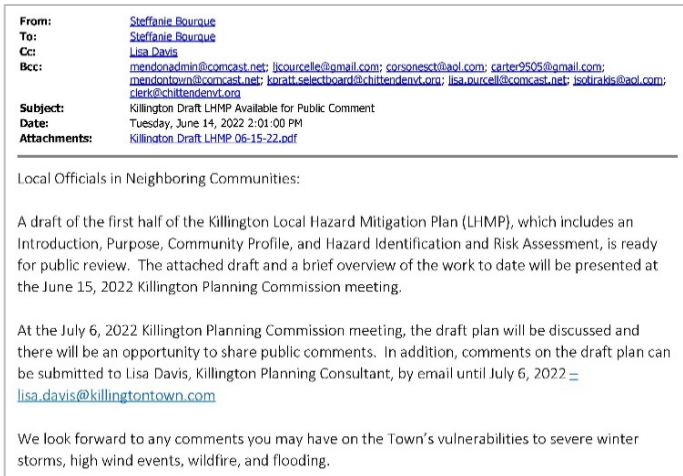 From: Steffanie Bourque
To: Steffanie Bourque
Cc: Lisa Davis
Bcc: mendonadmin@comcast.net; ljcourcelle@gmail.com; corsonesct@aol.com; carter9505@gmail.com;
mendontown@comcast.net; kpratt.selectboard@chittendenvt.org; lisa.purcell@comcast.net; jsotirakis@aol.com;
clerk@chittendenvt.org
Subject: Killington Draft LHMP Available for Public Comment
Date: Tuesday, June 14, 2022 2:01:00 PM
Attachments: Killington Draft LHMP 06-15-22.pdf
Local Officials in Neighboring Communities:
A draft of the first half of the Killington Local Hazard Mitigation Plan (LHMP), which includes an
Introduction, Purpose, Community Profile, and Hazard Identification and Risk Assessment, is ready
for public review. The attached draft and a brief overview of the work to date will be presented at
the June 15, 2022 Killington Planning Commission meeting.
At the July 6, 2022 Killington Planning Commission meeting, the draft plan will be discussed and
there will be an opportunity to share public comments. In addition, comments on the draft plan can
be submitted to Lisa Davis, Killington Planning Consultant, by email until July 6, 2022 –
lisa.davis@killingtontown.com
We look forward to any comments you may have on the Town's vulnerabilities to severe winter
storms, high wind events, wildfire, and flooding.